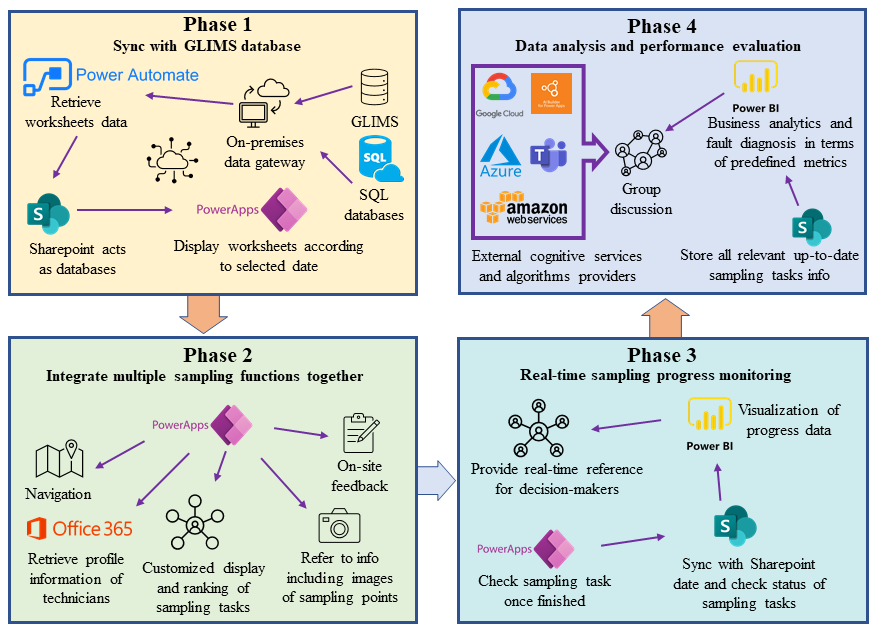 Phase 1
Sync with GLIMS database
Power Automate
Retrieve
worksheets data
On-premises
data gateway
GLIMS
SQL
SQL
databases
S
Sharepoint acts
as databases
PowerApps
Display worksheets according
to selected date
Phase 4
Data analysis and performance evaluation
Google Cloud
AI Builder
for Power Apps
Azure
T
amazon
web services
External cognitive services
and algorithms providers
Group
discussion
Power BI
Business analytics and
fault diagnosis in terms
of predefined metrics
S
Store all relevant up-to-date
sampling tasks info
Phase 2
Integrate multiple sampling functions together
PowerApps
Navigation
On-site
feedback
Office 365
Retrieve profile
information of
technicians
Customized display
and ranking of
sampling tasks
Refer to info
including images
of sampling points
Phase 3
Real-time sampling progress monitoring
Provide real-time reference
for decision-makers
Power BI
Visualization of
progress data
PowerApps
Check sampling task
once finished
S
Sync with Sharepoint
date and check status of
sampling tasks